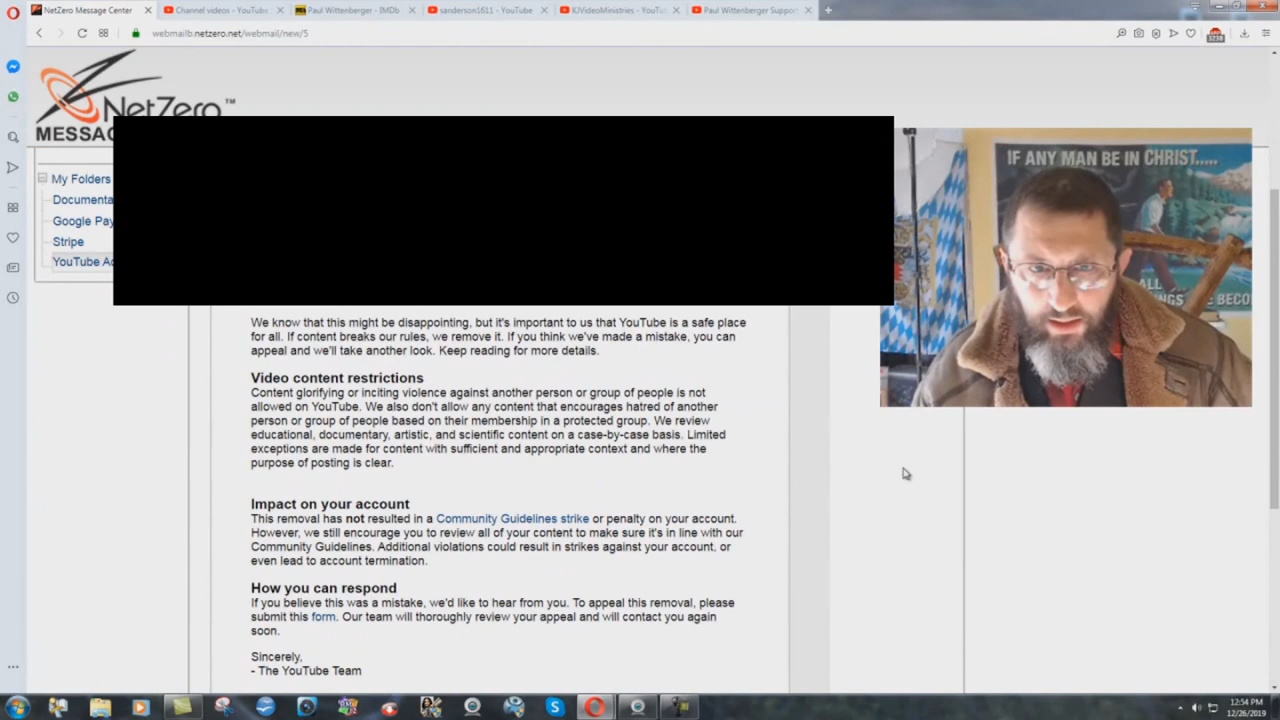 NetZero Message Center
Channel videos - YouTube
Paul Wittenberger - IMDb
sanderson1611 - YouTube
KJVideoMinistries - YouTu
Paul Wittenberger Support
webmailb.netzero.net/webmail/new/5
3238
NetZero™
MESSAG
My Folders
Documenta
Google Pay
Stripe
YouTube Ac
IF ANY MAN BE IN CHRIST.....
ALL
BECO
We know that this might be disappointing, but it's important to us that YouTube is a safe place
for all. If content breaks our rules, we remove it. If you think we've made a mistake, you can
appeal and we'll take another look. Keep reading for more details.
Video content restrictions
Content glorifying or inciting violence against another person or group of people is not
allowed on YouTube. We also don't allow any content that encourages hatred of another
person or group of people based on their membership in a protected group. We review
educational, documentary, artistic, and scientific content on a case-by-case basis. Limited
exceptions are made for content with sufficient and appropriate context and where the
purpose of posting is clear.
Impact on your account
This removal has not resulted in a Community Guidelines strike or penalty on your account.
However, we still encourage you to review all of your content to make sure it's in line with our
Community Guidelines. Additional violations could result in strikes against your account, or
even lead to account termination.
How you can respond
If you believe this was a mistake, we'd like to hear from you. To appeal this removal, please
submit this form. Our team will thoroughly review your appeal and will contact you again
soon.
Sincerely,
- The YouTube Team
12:54 PM
12/26/2019